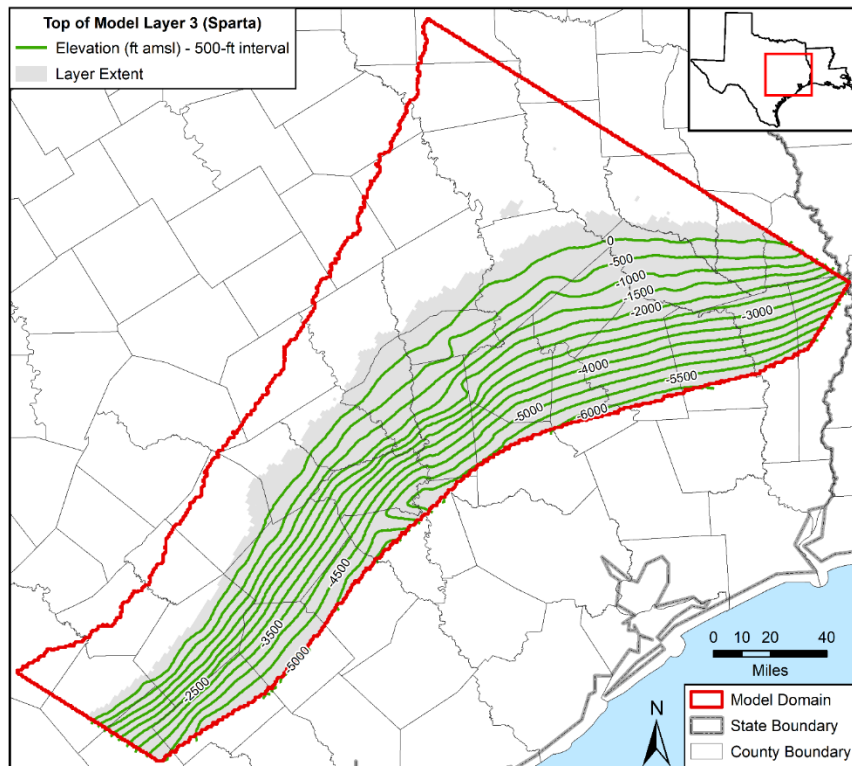 Top of Model Layer 3 (Sparta)
Elevation (ft amsl) - 500-ft interval
Layer Extent
0
-500
-1000
-1500
-2000
-3000
-4000
-5500
-5000
-6000
-4500
-3500
-5000
-2500
0 10 20 40
Miles
N
Model Domain
State Boundary
County Boundary